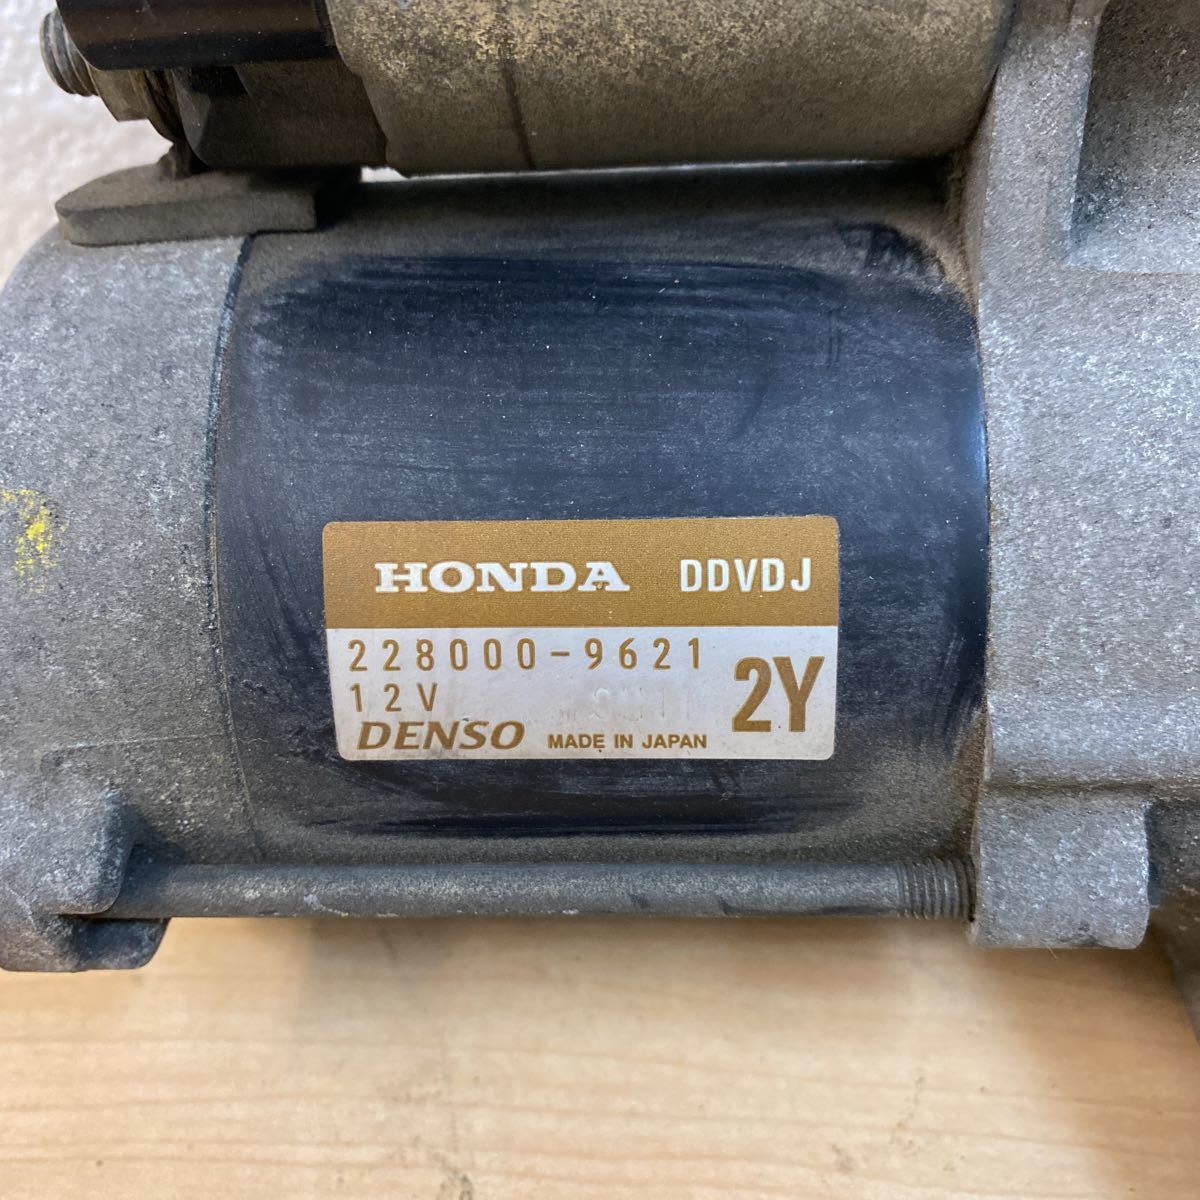 HONDA DDVDJ
228000-9621
12V
2Y
DENSO MADE IN JAPAN